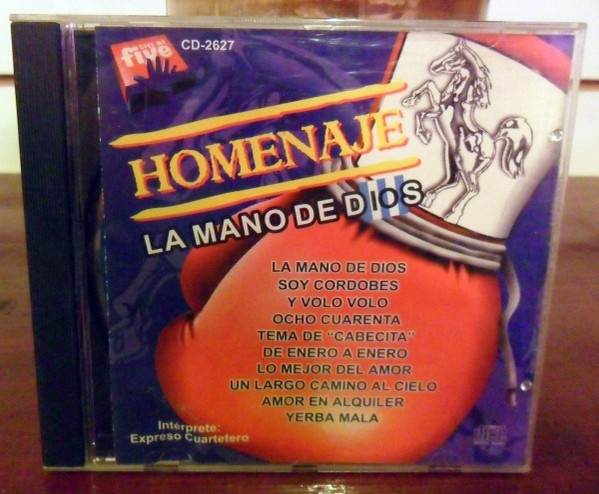 five
CD-2627
HOMENAJE
LA MANO DE DIOS
LA MANO DE DIOS
SOY CORDOBES
Y VOLO VOLO
OCHO CUARENTA
TEMA DE "CABECITA"
DE ENERO A ENERO
LO MEJOR DEL AMOR
UN LARGO CAMINO AL CIELO
AMOR EN ALQUILER
YERBA MALA
Intérprete:
Expreso Cuartetero